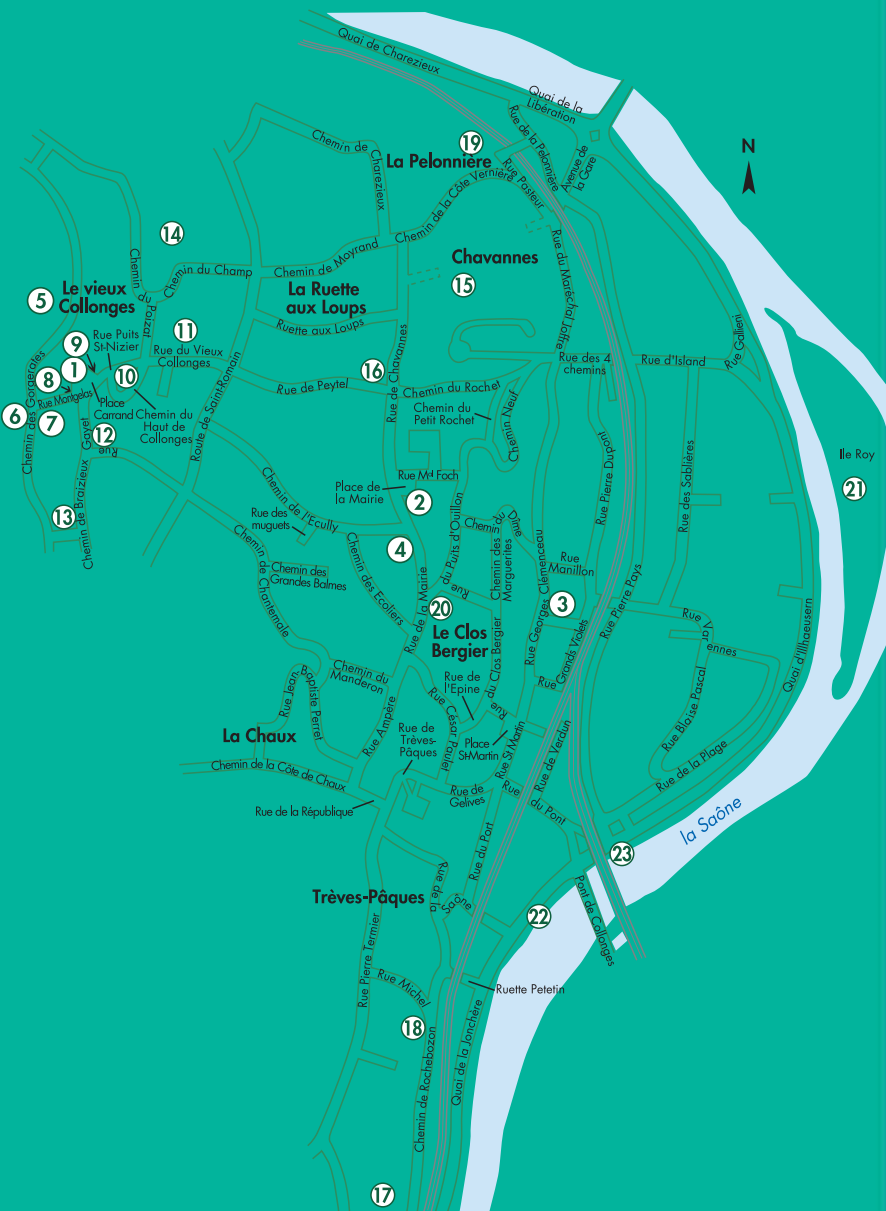 Quai de Charezieux
Quai de la
Libération
N
19
La Pelonnière
Rue de la Pelonnière
Avenue de
la Gare
Rue Pasteur
Chemin de
Charezieux
Chemin de la Côte Vernière
14
Chemin du Poizat
Chemin du Champ
Chemin de Moyrand
Chavannes
15
Rue du Maréchal Joffre
5
Le vieux
Collonges
La Ruette
aux Loups
Ruette aux Loups
11
9
Rue Puits
St-Nizier
Rue du Vieux
Collonges
8
1
10
16
Rue de Peytel
Rue de Chavannes
Chemin du Rochet
Rue des 4
chemins
Rue d'Island
Rue Gallieni
Rue Montgelas
Place
Carrand
Chemin du
Haut de
Collonges
Route de Saint-Romain
Chemin du
Petit Rochet
Chemin Neuf
6
7
Chemin des Gorgeratés
12
Rue Gayet
13
Chemin de Braizieux
Rue Mal Foch
Place de
la Mairie
2
Rue Pierre Dupont
Rue des Sablières
Ile Roy
21
Chemin de l'Ecully
Rue des
muguets
4
Rue du Puits d'Ouillon
Chemin du Dîme
Chemin de Chantemale
Chemin des
Grandes Balmes
Chemin des Ecoliers
Chemin des
Marguerites
Rue Georges Clémenceau
Rue
Manillon
3
Rue Pierre Pays
Rue Varennes
Quai d'Illhaeusern
Rue de la Mairie
20
Le Clos
Bergier
Rue du Clos Bergier
Rue Grands Violets
Chemin du
Manderon
Rue de
l'Epine
Rue Jean-Baptiste Perret
Rue Ampère
Rue César Paulet
Rue Blaise Pascal
La Chaux
Rue de
Trèves-
Pâques
Place
St-Martin
Rue St-Martin
Rue de Verdun
Rue de la Plage
Chemin de la Côte de Chaux
Rue de
Gelives
Rue du Pont
Rue de la République
la Saône
Rue du Port
23
Trèves-Pâques
Rue de la Saône
22
Pont de Collonges
Rue Pierre Termier
Rue Michel
Ruette Petetin
18
Chemin de Rochebozon
Quai de la Jonchère
17